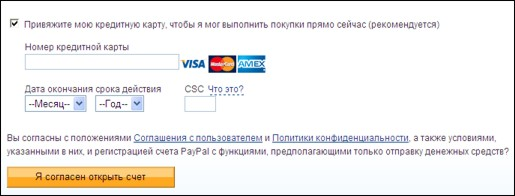 Привяжите мою кредитную карту, чтобы я мог выполнить покупки прямо сейчас (рекомендуется)
Номер кредитной карты
VISA MasterCard AMEX
Дата окончания срока действия CSC Что это?
--Месяц-- --Год--
Вы согласны с положениями Соглашения с пользователем и Политики конфиденциальности, а также условиями,
указанными в них, и регистрацией счета PayPal с функциями, предполагающими только отправку денежных средств?
Я согласен открыть счет